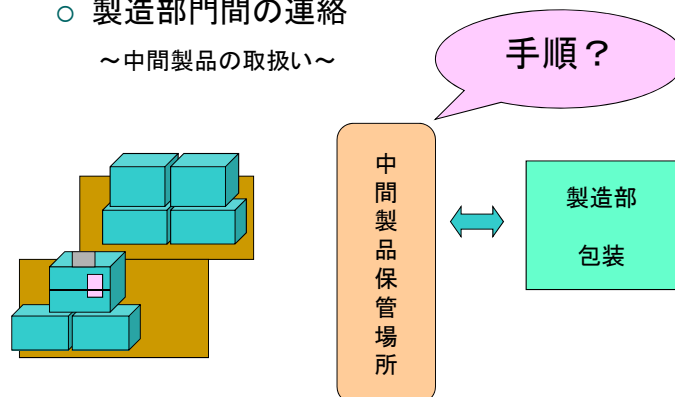 ○ 製造部門間の連絡
～中間製品の取扱い～
手順？
中間製品保管場所
製造部
包装